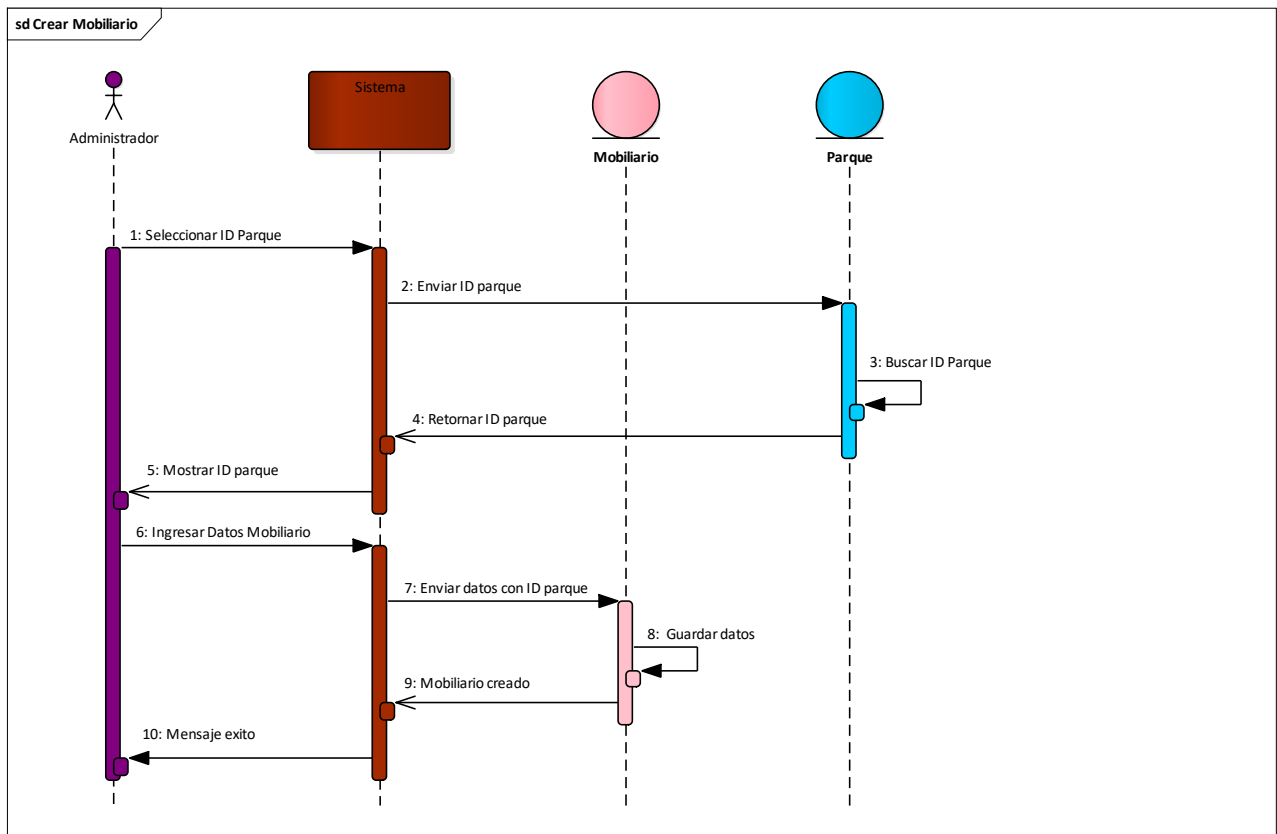 sd Crear Mobiliario
Sistema
Administrador
Mobiliario
Parque
1: Seleccionar ID Parque
2: Enviar ID parque
3: Buscar ID Parque
4: Retornar ID parque
5: Mostrar ID parque
6: Ingresar Datos Mobiliario
7: Enviar datos con ID parque
8:  Guardar datos
9: Mobiliario creado
10: Mensaje exito